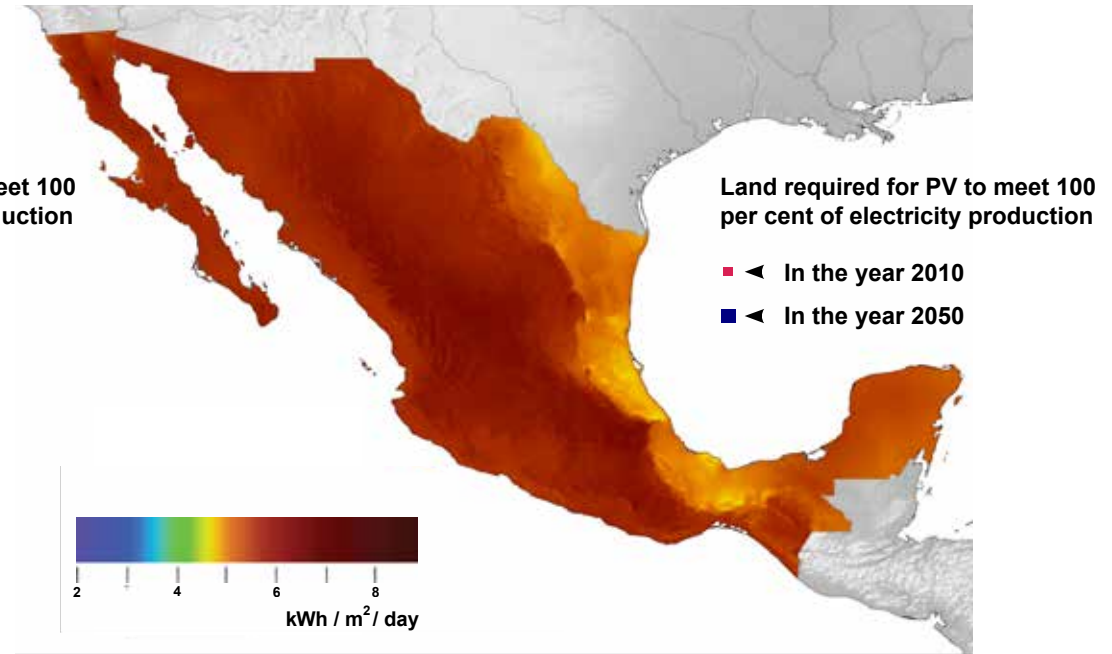 eet 100
uction
Land required for PV to meet 100
per cent of electricity production
In the year 2010
In the year 2050
2 4 6 8
kWh / m2 / day